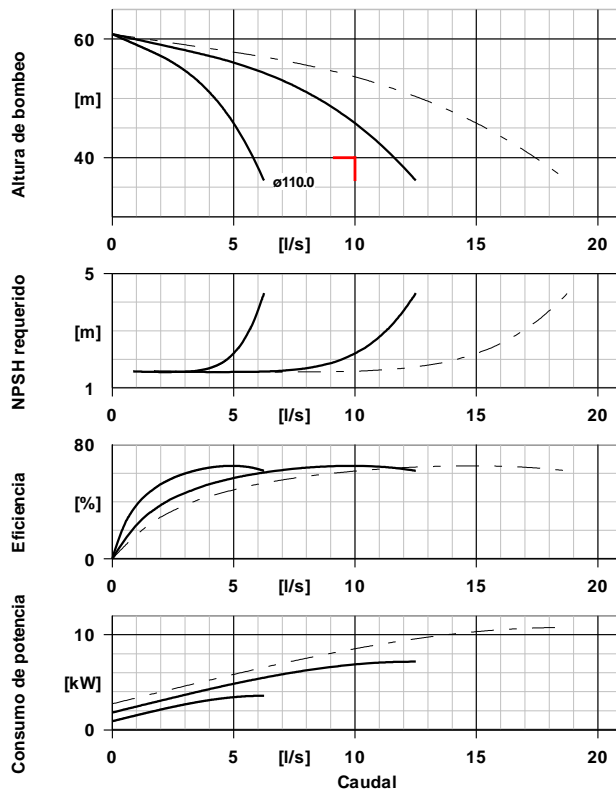 Altura de bombeo
60
[m]
40
ø110.0
0 5 [l/s] 10 15 20
NPSH requerido
5
[m]
1
0 5 [l/s] 10 15 20
Eficiencia
80
[%]
0
0 5 [l/s] 10 15 20
Consumo de potencia
10
[kW]
0
0 5 [l/s] 10 15 20
Caudal